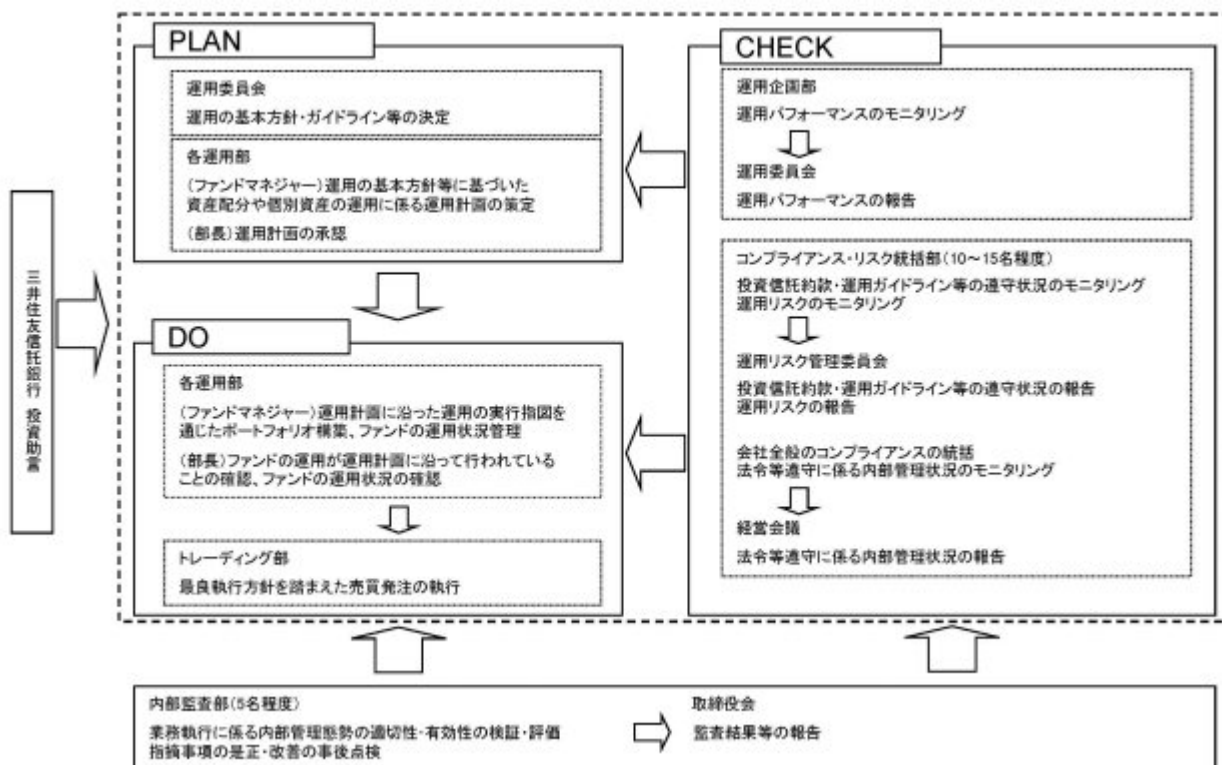 三井住友信託銀行 投資助言
PLAN
運用委員会
運用の基本方針・ガイドライン等の決定
各運用部
(ファンドマネジャー)運用の基本方針等に基づいた
資産配分や個別資産の運用に係る運用計画の策定
(部長)運用計画の承認
DO
各運用部
(ファンドマネジャー)運用計画に沿った運用の実行指図を
通じたポートフォリオ構築、ファンドの運用状況管理
(部長)ファンドの運用が運用計画に沿って行われている
ことの確認、ファンドの運用状況の確認
トレーディング部
最良執行方針を踏まえた売買発注の執行
CHECK
運用企画部
運用パフォーマンスのモニタリング
運用委員会
運用パフォーマンスの報告
コンプライアンス・リスク統括部(10～15名程度)
投資信託約款・運用ガイドライン等の遵守状況のモニタリング
運用リスクのモニタリング
運用リスク管理委員会
投資信託約款・運用ガイドライン等の遵守状況の報告
運用リスクの報告
会社全般のコンプライアンスの統括
法令等遵守に係る内部管理状況のモニタリング
経営会議
法令等遵守に係る内部管理状況の報告
内部監査部(5名程度)
業務執行に係る内部管理態勢の適切性・有効性の検証・評価
指摘事項の是正・改善の事後点検
取締役会
監査結果等の報告